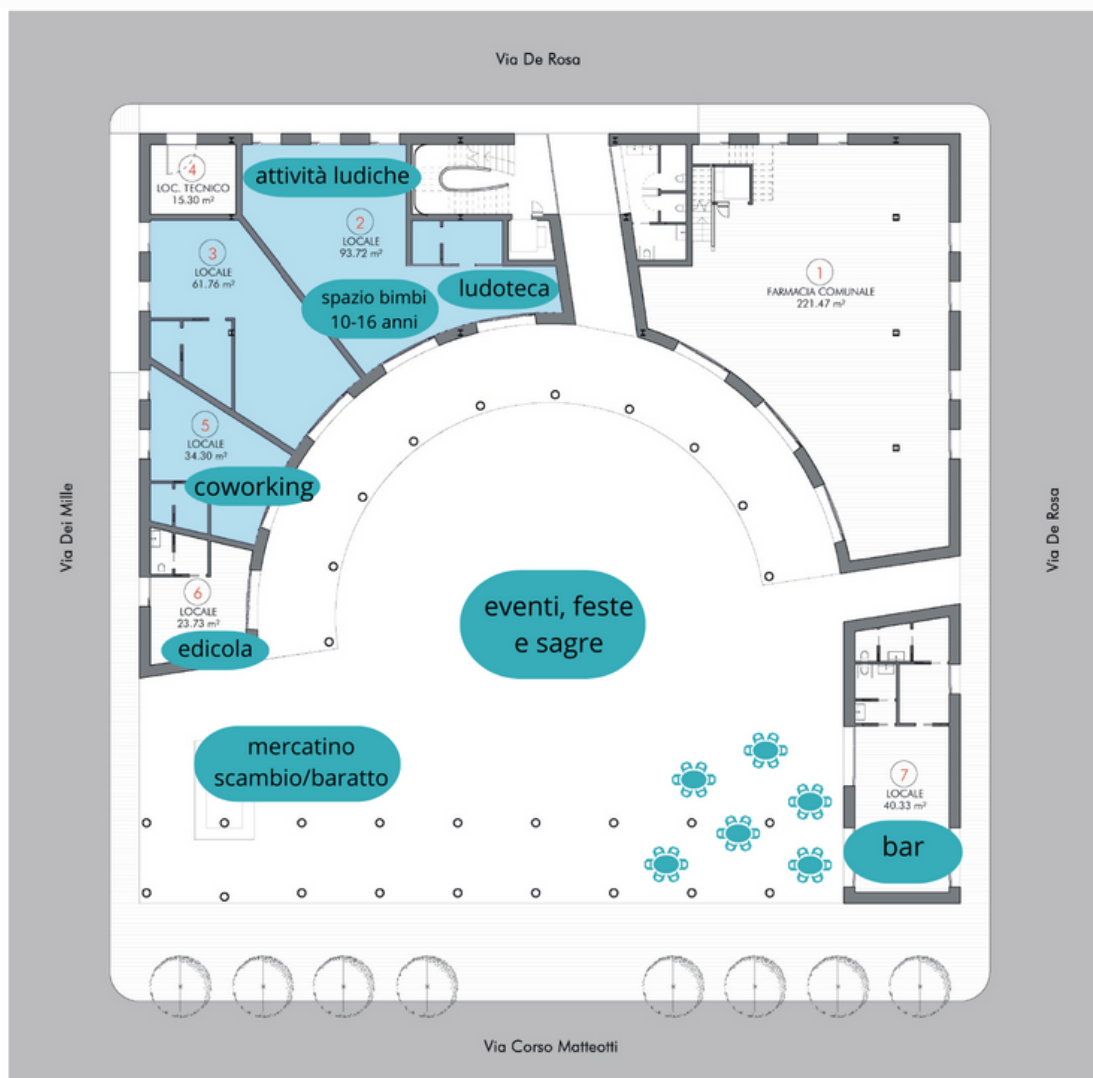 Via De Rosa
4
LOC. TECNICO
15.30 m²
attività ludiche
2
LOCALE
93.72 m²
3
LOCALE
61.76 m²
spazio bimbi
10-16 anni
ludoteca
1
FARMACIA COMUNALE
221.47 m²
5
LOCALE
34.30 m²
coworking
Via Dei Mille
Via De Rosa
6
LOCALE
23.73 m²
edicola
eventi, feste
e sagre
mercatino
scambio/baratto
7
LOCALE
40.33 m²
bar
Via Corso Matteotti